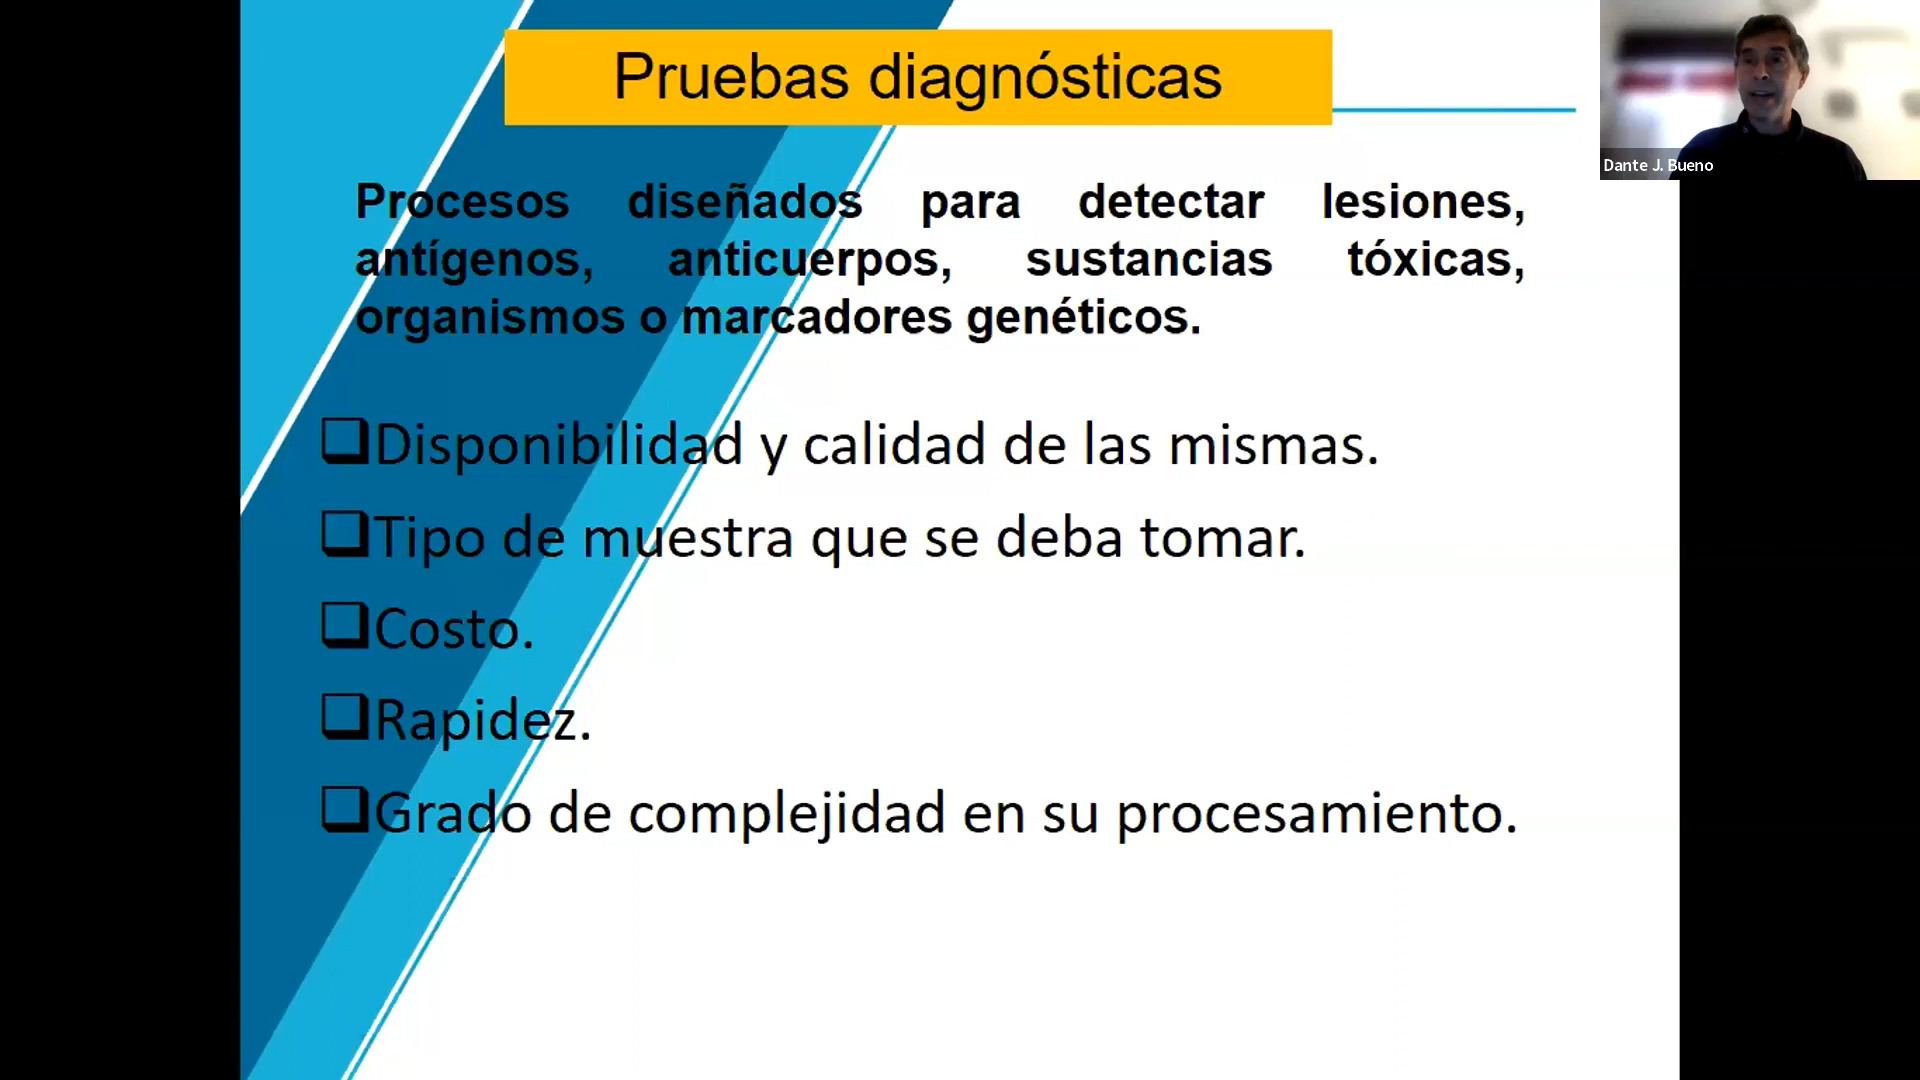 Pruebas diagnósticas
Dante J. Bueno
Procesos diseñados para detectar lesiones,
antígenos, anticuerpos, sustancias tóxicas,
organismos o marcadores genéticos.
Disponibilidad y calidad de las mismas.
Tipo de muestra que se deba tomar.
Costo.
Rapidez.
Grado de complejidad en su procesamiento.